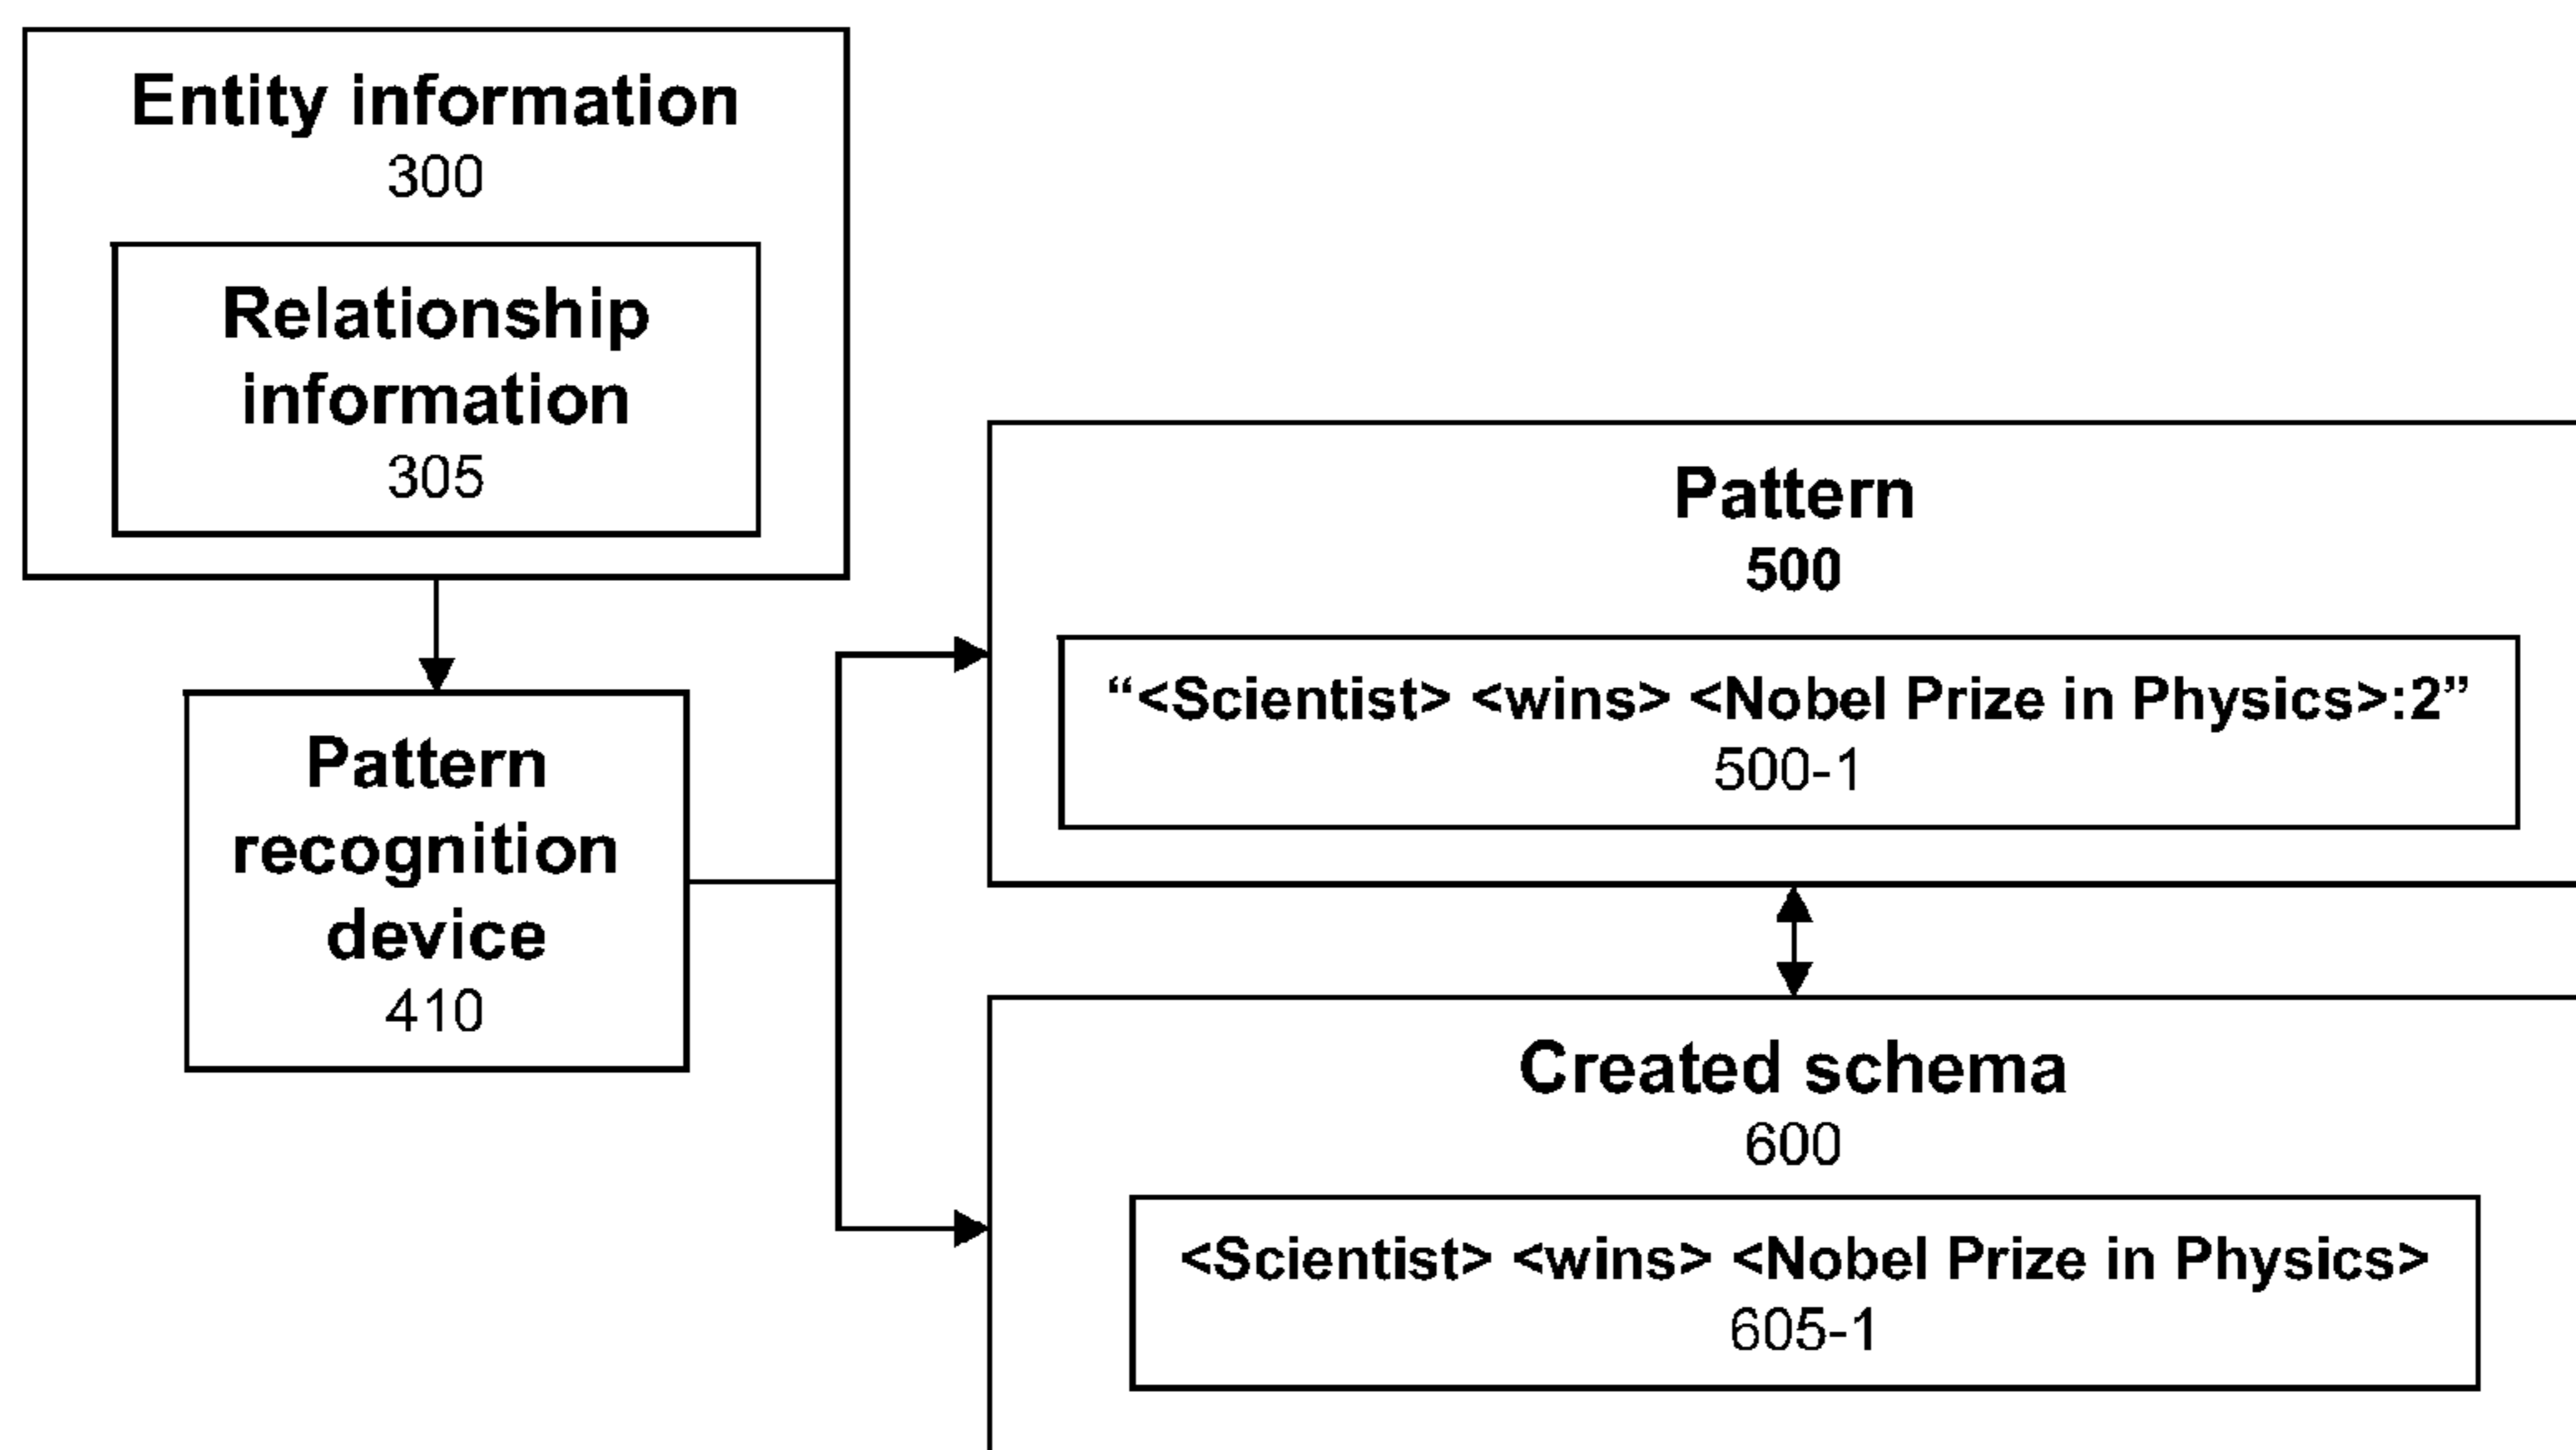 Entity information
300
Relationship
information
305
Pattern
recognition
device
410
Pattern
500
“<Scientist> <wins> <Nobel Prize in Physics>:2”
500-1
Created schema
600
<Scientist> <wins> <Nobel Prize in Physics>
605-1